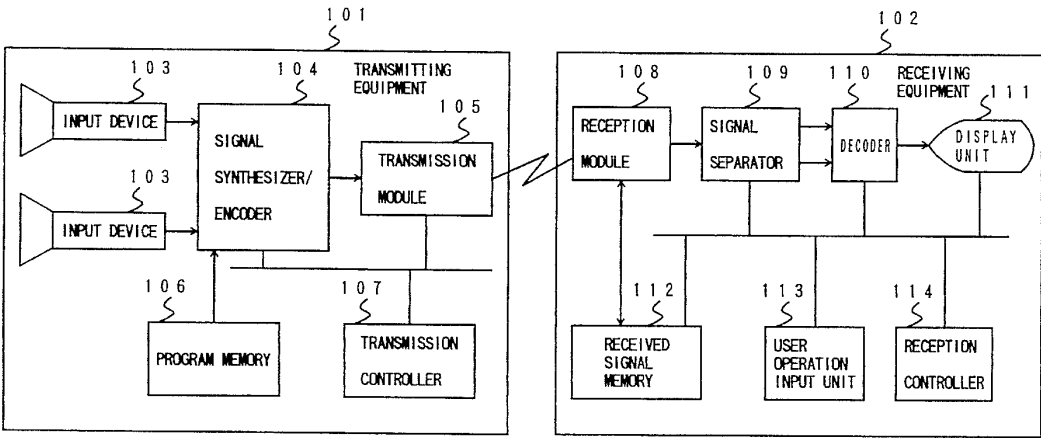 101
102
103
104
TRANSMITTING
EQUIPMENT
105
INPUT DEVICE
SIGNAL
SYNTHESIZER/
ENCODER
TRANSMISSION
MODULE
103
INPUT DEVICE
106
PROGRAM MEMORY
107
TRANSMISSION
CONTROLLER
108
109
110
RECEIVING
EQUIPMENT
111
RECEPTION
MODULE
SIGNAL
SEPARATOR
DECODER
DISPLAY
UNIT
112
RECEIVED
SIGNAL
MEMORY
113
USER
OPERATION
INPUT UNIT
114
RECEPTION
CONTROLLER